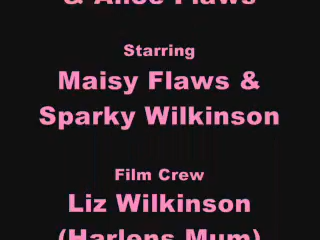 & Alice Flaws
Starring
Maisy Flaws &
Sparky Wilkinson
Film Crew
Liz Wilkinson
(Harlens Mum)